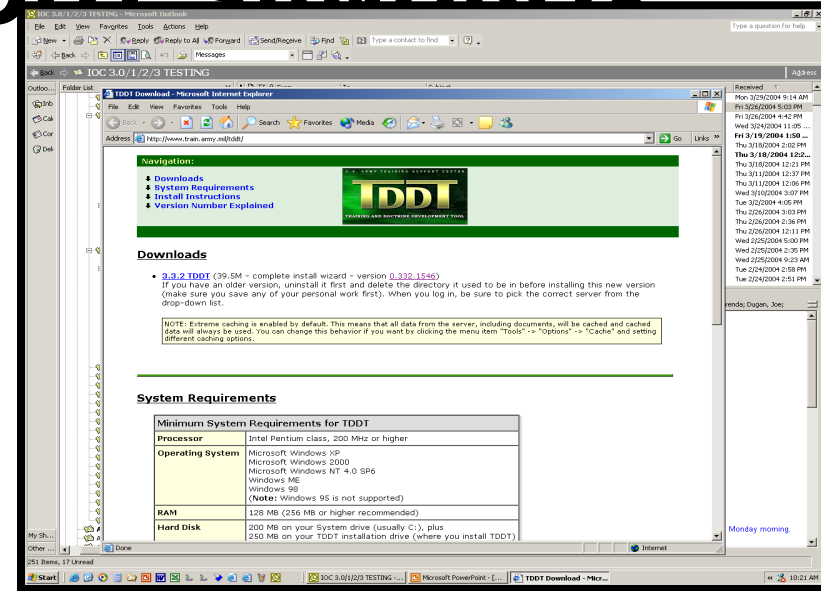 IOC 3.0/1/2/3 TESTING - Microsoft Outlook
File Edit View Favorites Tools Actions Help
Type a question for help
New Reply Reply to All Forward Send/Receive Find Type a contact to find
Back Messages
Back IOC 3.0/1/2/3 TESTING Address
Outloo... Folder List
Received
TDDT Download - Microsoft Internet Explorer
File Edit View Favorites Tools Help
Back Search Favorites Media
Address http://www.train.army.mil/tddt/ Go Links
Navigation:
Downloads
System Requirements
Install Instructions
Version Number Explained
U.S. ARMY TRAINING SUPPORT CENTER
TDDT
TRAINING AND DOCTRINE DEVELOPMENT TOOL
Downloads
3.3.2 TDDT (39.5M - complete install wizard - version 0.332.1546)
If you have an older version, uninstall it first and delete the directory it used to be in before installing this new version
(make sure you save any of your personal work first). When you log in, be sure to pick the correct server from the
drop-down list.
NOTE: Extreme caching is enabled by default. This means that all data from the server, including documents, will be cached and cached
data will always be used. You can change this behavior if you want by clicking the menu item "Tools" -> "Options" -> "Cache" and setting
different caching options.
System Requirements
Minimum System Requirements for TDDT
Processor Intel Pentium class, 200 MHz or higher
Operating System Microsoft Windows XP
Microsoft Windows 2000
Microsoft Windows NT 4.0 SP6
Windows ME
Windows 98
(Note: Windows 95 is not supported)
RAM 128 MB (256 MB or higher recommended)
Hard Disk 200 MB on your System drive (usually C:), plus
250 MB on your TDDT installation drive (where you install TDDT)
Done Internet
Mon 3/29/2004 9:14 AM
Fri 3/26/2004 5:03 PM
Fri 3/26/2004 4:42 PM
Wed 3/24/2004 11:05 ...
Fri 3/19/2004 1:50 ...
Thu 3/18/2004 2:02 PM
Thu 3/18/2004 12:2...
Thu 3/18/2004 12:21 PM
Thu 3/11/2004 12:37 PM
Thu 3/11/2004 12:06 PM
Wed 3/10/2004 3:07 PM
Tue 3/2/2004 4:05 PM
Thu 2/26/2004 3:03 PM
Thu 2/26/2004 2:36 PM
Thu 2/26/2004 12:11 PM
Wed 2/25/2004 5:00 PM
Wed 2/25/2004 2:35 PM
Wed 2/25/2004 9:23 AM
Tue 2/24/2004 2:58 PM
Tue 2/24/2004 2:51 PM
renda; Dugan, Joe;
Monday morning.
Inb
Cale
Cor
Dele
My Sh...
Other ...
251 Items, 17 Unread
Start IOC 3.0/1/2/3 TESTING -... Microsoft PowerPoint - [... TDDT Download - Micr... 10:21 AM